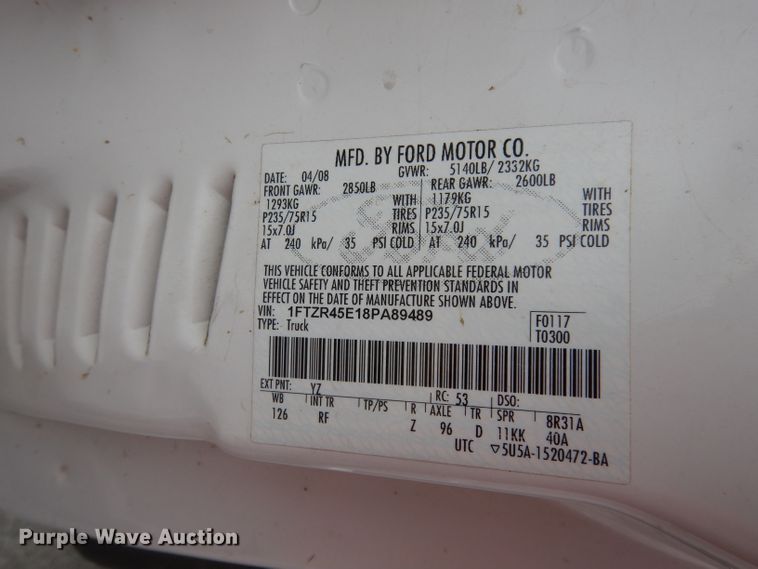 MFD. BY FORD MOTOR CO.
DATE: 04/08 GVWR: 5140LB/ 2332KG
FRONT GAWR: 2850LB REAR GAWR: 2600LB
1293KG WITH 1179KG WITH
P235/75R15 TIRES P235/75R15 TIRES
15x7.0J RIMS 15x7.0J RIMS
AT 240 kPa/ 35 PSI COLD AT 240 kPa/ 35 PSI COLD
THIS VEHICLE CONFORMS TO ALL APPLICABLE FEDERAL MOTOR
VEHICLE SAFETY AND THEFT PREVENTION STANDARDS IN
EFFECT ON THE DATE OF MANUFACTURE SHOWN ABOVE.
VIN: 1FTZR45E18PA89489 F0117
TYPE: Truck T0300
EXT PNT: YZ RC: 53 DSO:
WB INT TR TP/PS R AXLE TR SPR 8R31A
126 RF Z 96 D 11KK 40A
UTC ▽5U5A-1520472-BA
Purple Wave Auction